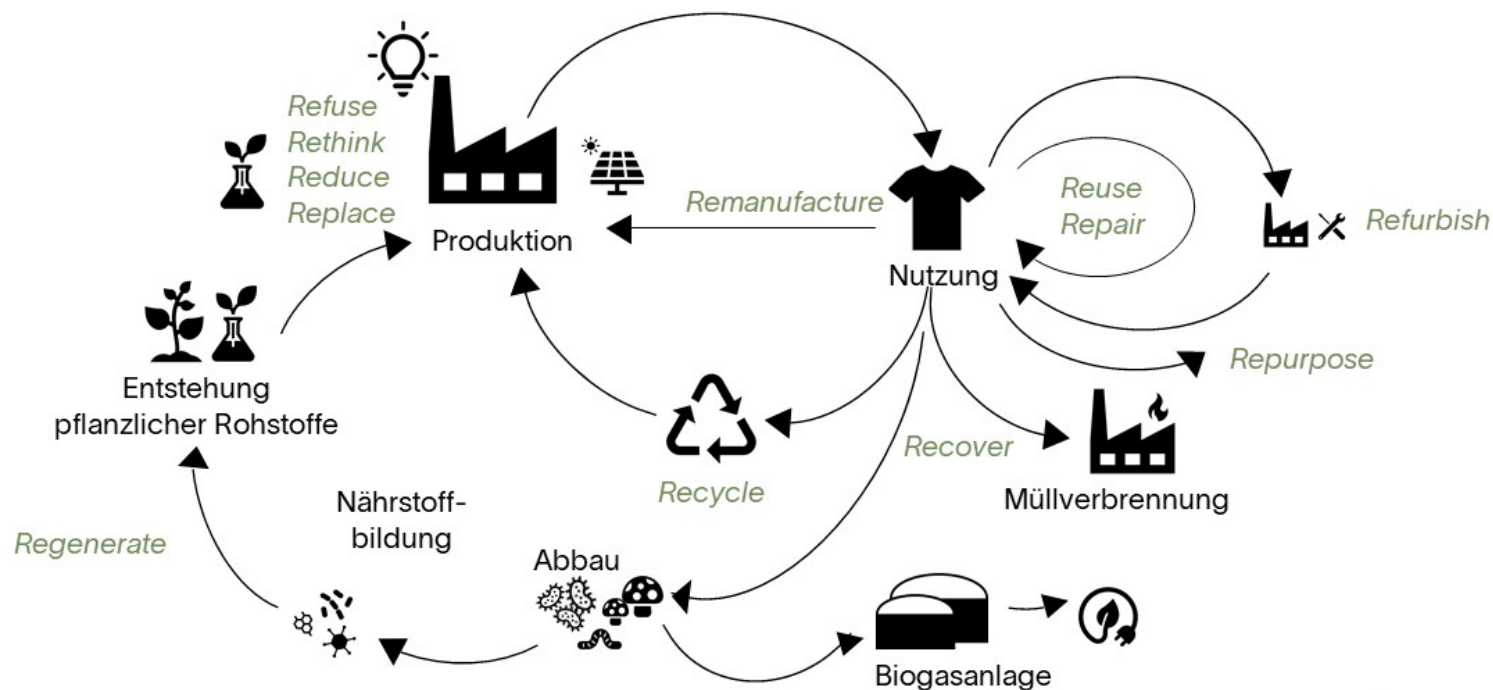 Refuse
Rethink
Reduce
Replace
Produktion
Remanufacture
Nutzung
Reuse
Repair
Refurbish
Repurpose
Entstehung
pflanzlicher Rohstoffe
Recycle
Recover
Müllverbrennung
Nährstoff-
bildung
Regenerate
Abbau
Biogasanlage